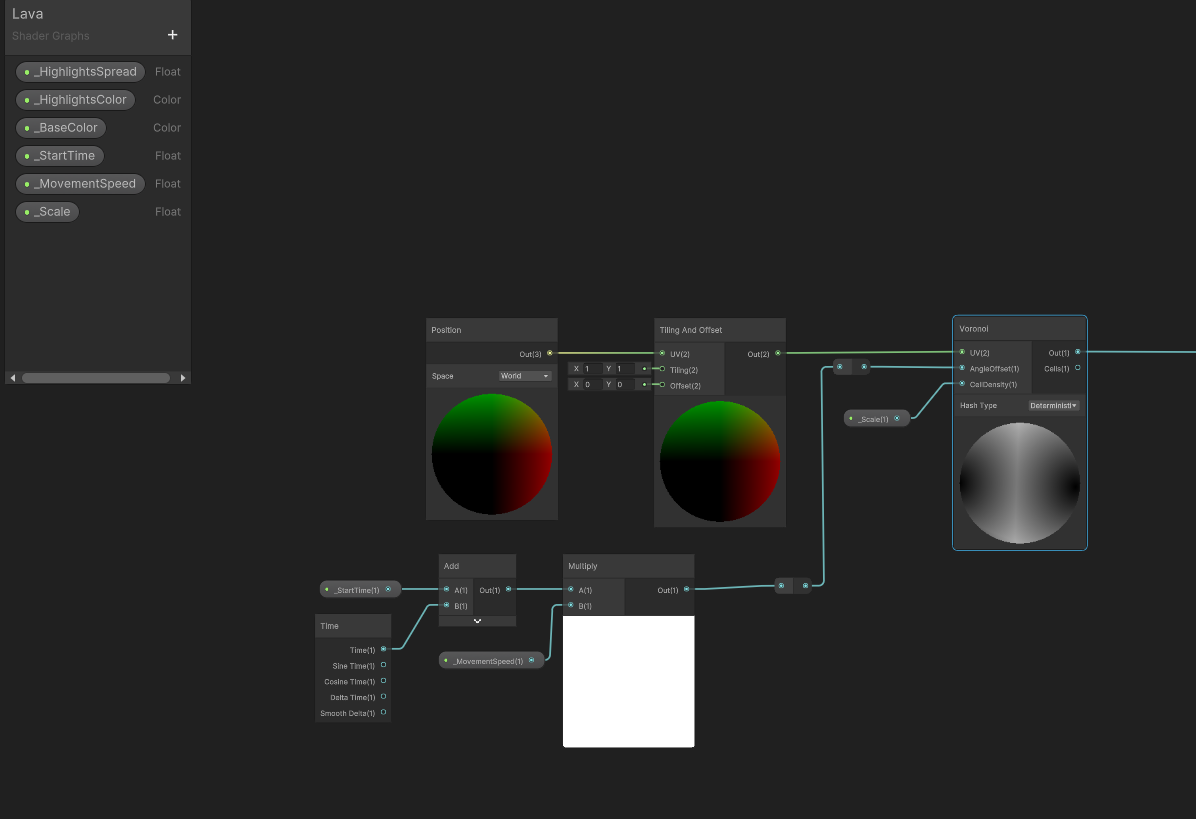 Lava
Shader Graphs +
_HighlightsSpread Float
_HighlightsColor Color
_BaseColor Color
_StartTime Float
_MovementSpeed Float
_Scale Float
Position
Out(3)
Space World
Tiling And Offset
UV(2) Out(2)
X 1 Y 1 Tiling(2)
X 0 Y 0 Offset(2)
Voronoi
UV(2) Out(1)
AngleOffset(1) Cells(1)
CellDensity(1)
Hash Type Deterministi
_Scale(1)
Add
A(1) Out(1)
B(1)
Multiply
A(1) Out(1)
B(1)
_StartTime(1)
Time
Time(1)
Sine Time(1)
Cosine Time(1)
Delta Time(1)
Smooth Delta(1)
_MovementSpeed(1)